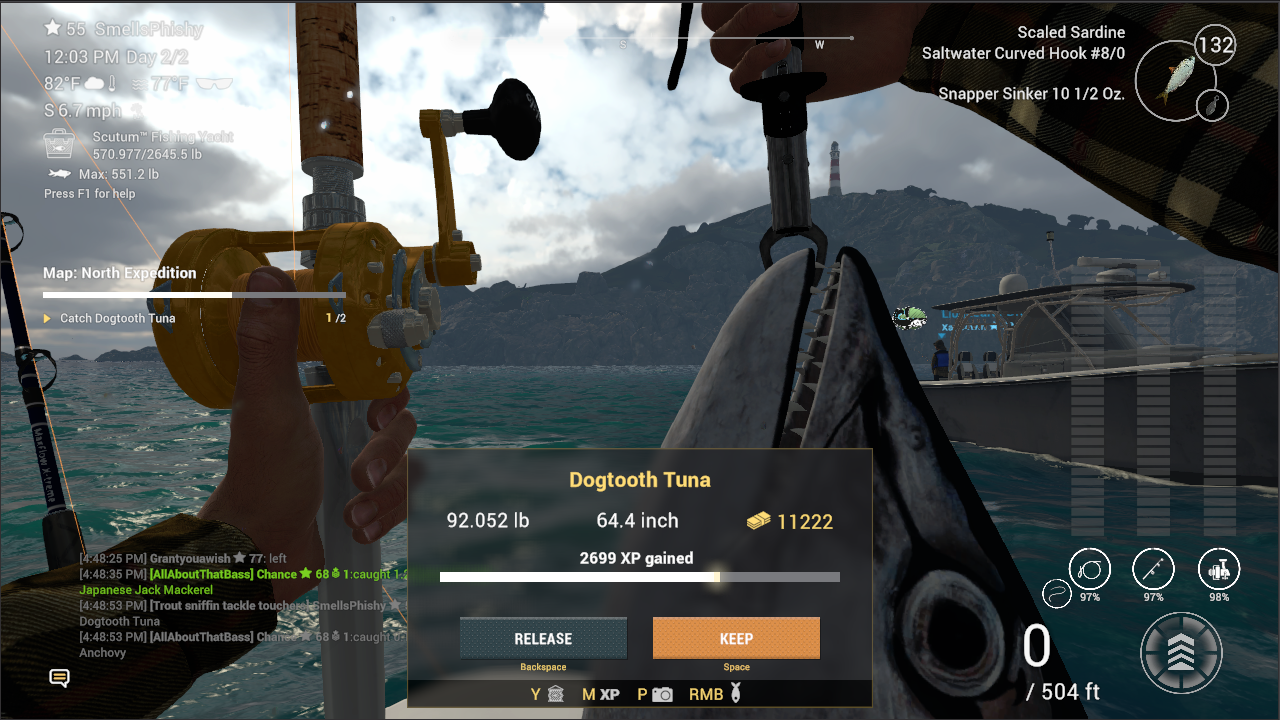 55 SmellsPhishy
12:03 PM Day 2/2
82°F 77°F
S 6.7 mph
Scutum™ Fishing Yacht
570.977/2645.5 lb
Max: 551.2 lb
Press F1 for help
S W
Scaled Sardine
Saltwater Curved Hook #8/0
132
Snapper Sinker 10 1/2 Oz.
Map: North Expedition
Catch Dogtooth Tuna 1 /2
Maxflow X-treme
Dogtooth Tuna
92.052 lb 64.4 inch 11222
2699 XP gained
RELEASE KEEP
Backspace Space
Y M XP P RMB
[4:48:25 PM] Grantyouawish 77: left
[4:48:35 PM] [AllAboutThatBass] Chance 68 1:caught
Japanese Jack Mackerel
[4:48:53 PM] [Trout sniffin tackle touchers] SmellsPhishy
Dogtooth Tuna
[4:48:53 PM] [AllAboutThatBass] Chance 68 1:caught
Anchovy
97% 97% 98%
0
/ 504 ft